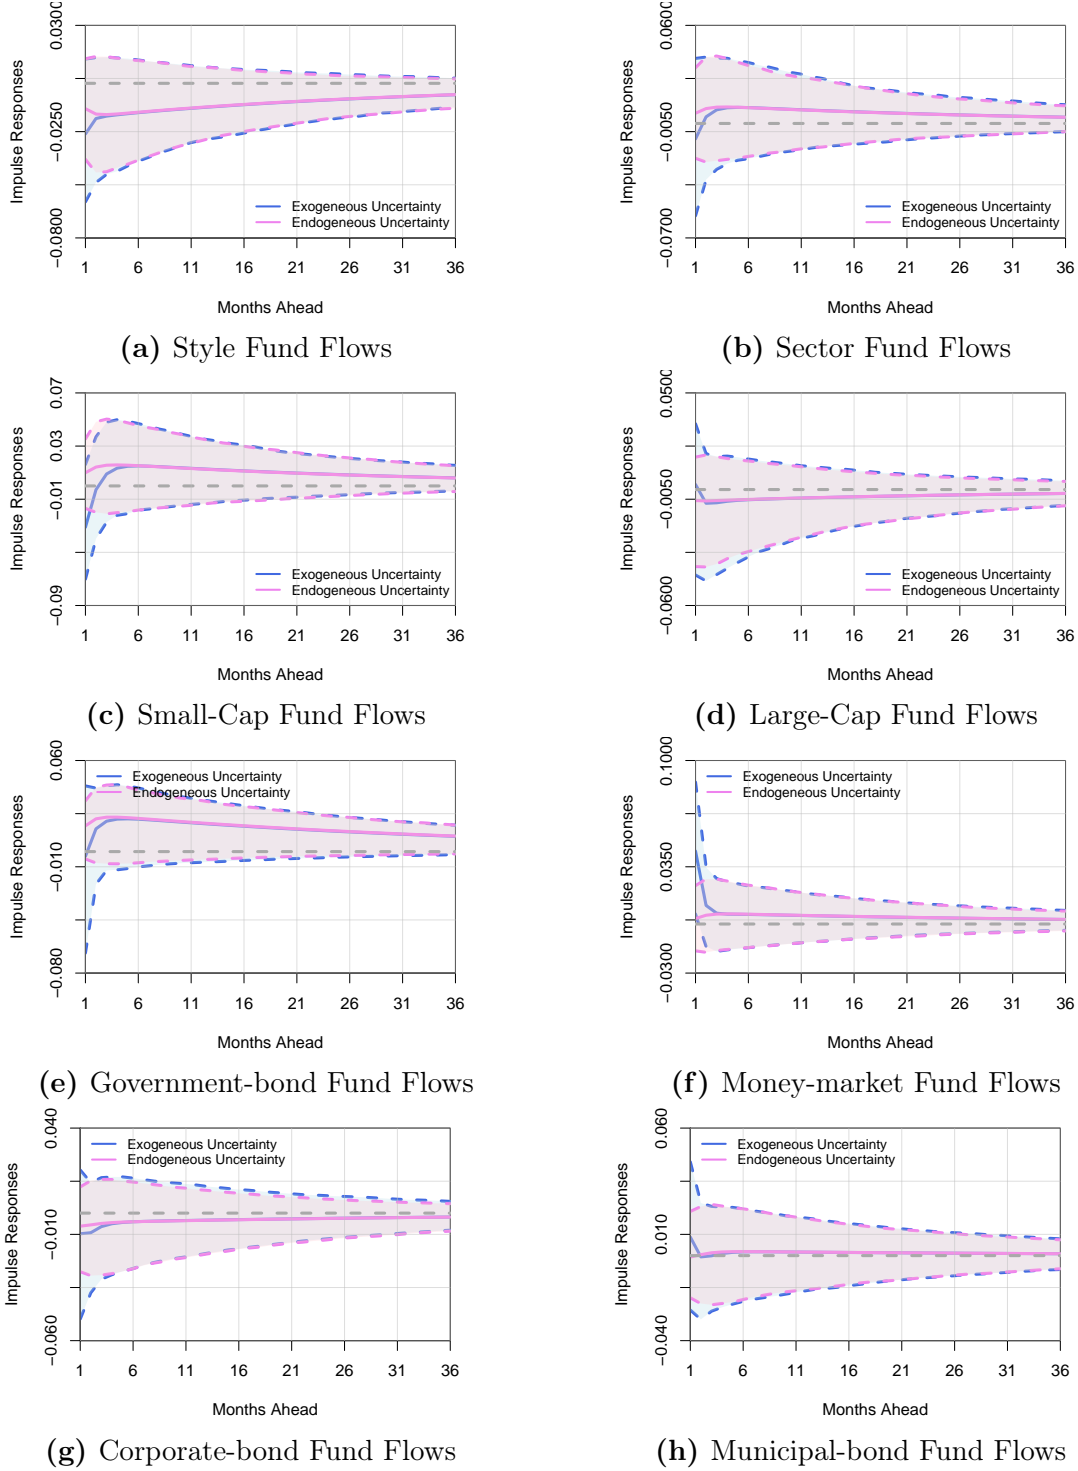 0.0300
-0.0250
-0.0800
Impulse Responses
Exogeneous Uncertainty
Endogeneous Uncertainty
1 6 11 16 21 26 31 36
Months Ahead
(a) Style Fund Flows
0.0600
-0.0050
-0.0700
Impulse Responses
Exogeneous Uncertainty
Endogeneous Uncertainty
1 6 11 16 21 26 31 36
Months Ahead
(b) Sector Fund Flows
0.07
0.03
-0.01
-0.09
Impulse Responses
Exogeneous Uncertainty
Endogeneous Uncertainty
1 6 11 16 21 26 31 36
Months Ahead
(c) Small-Cap Fund Flows
0.0500
-0.0050
-0.0600
Impulse Responses
Exogeneous Uncertainty
Endogeneous Uncertainty
1 6 11 16 21 26 31 36
Months Ahead
(d) Large-Cap Fund Flows
0.060
-0.010
-0.080
Impulse Responses
Exogeneous Uncertainty
Endogeneous Uncertainty
1 6 11 16 21 26 31 36
Months Ahead
(e) Government-bond Fund Flows
0.1000
0.0350
-0.0300
Impulse Responses
Exogeneous Uncertainty
Endogeneous Uncertainty
1 6 11 16 21 26 31 36
Months Ahead
(f) Money-market Fund Flows
0.040
-0.010
-0.060
Impulse Responses
Exogeneous Uncertainty
Endogeneous Uncertainty
1 6 11 16 21 26 31 36
Months Ahead
(g) Corporate-bond Fund Flows
0.060
0.010
-0.040
Impulse Responses
Exogeneous Uncertainty
Endogeneous Uncertainty
1 6 11 16 21 26 31 36
Months Ahead
(h) Municipal-bond Fund Flows